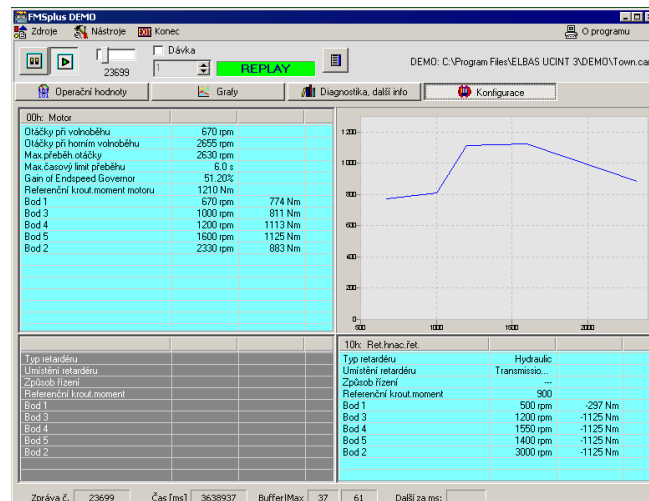 FMSplus DEMO
Zdroje Nástroje Konec O programu
Dávka
23699 1 REPLAY DEMO: C:\Program Files\ELBAS UCINT 3\DEMO\Town.can
Operační hodnoty Grafy Diagnostika, další info Konfigurace
00h: Motor
Otáčky při volnoběhu 670 rpm
Otáčky při horním volnoběhu 2655 rpm
Max.přeběh.otáčky 2630 rpm
Max.časový limit přeběhu 6.0 s
Gain of Endspeed Governor 51.20%
Referenční krout.moment motoru 1210 Nm
Bod 1 670 rpm 774 Nm
Bod 3 1000 rpm 811 Nm
Bod 4 1200 rpm 1113 Nm
Bod 5 1600 rpm 1125 Nm
Bod 2 2330 rpm 883 Nm
1200
1000
800
600
400
200
0
500 1000 1500 2000
Typ retardéru
Umístění retardéru
Způsob řízení
Referenční krout.moment
Bod 1
Bod 3
Bod 4
Bod 5
Bod 2
10h: Ret.hnac.řet.
Typ retardéru Hydraulic
Umístění retardéru Transmissio...
Způsob řízení ---
Referenční krout.moment 900
Bod 1 500 rpm -297 Nm
Bod 3 1200 rpm -1125 Nm
Bod 4 1550 rpm -1125 Nm
Bod 5 1400 rpm -1125 Nm
Bod 2 3000 rpm -1125 Nm
Zpráva č. 23699 Čas [ms] 3638937 Buffer|Max 37 61 Další za ms: